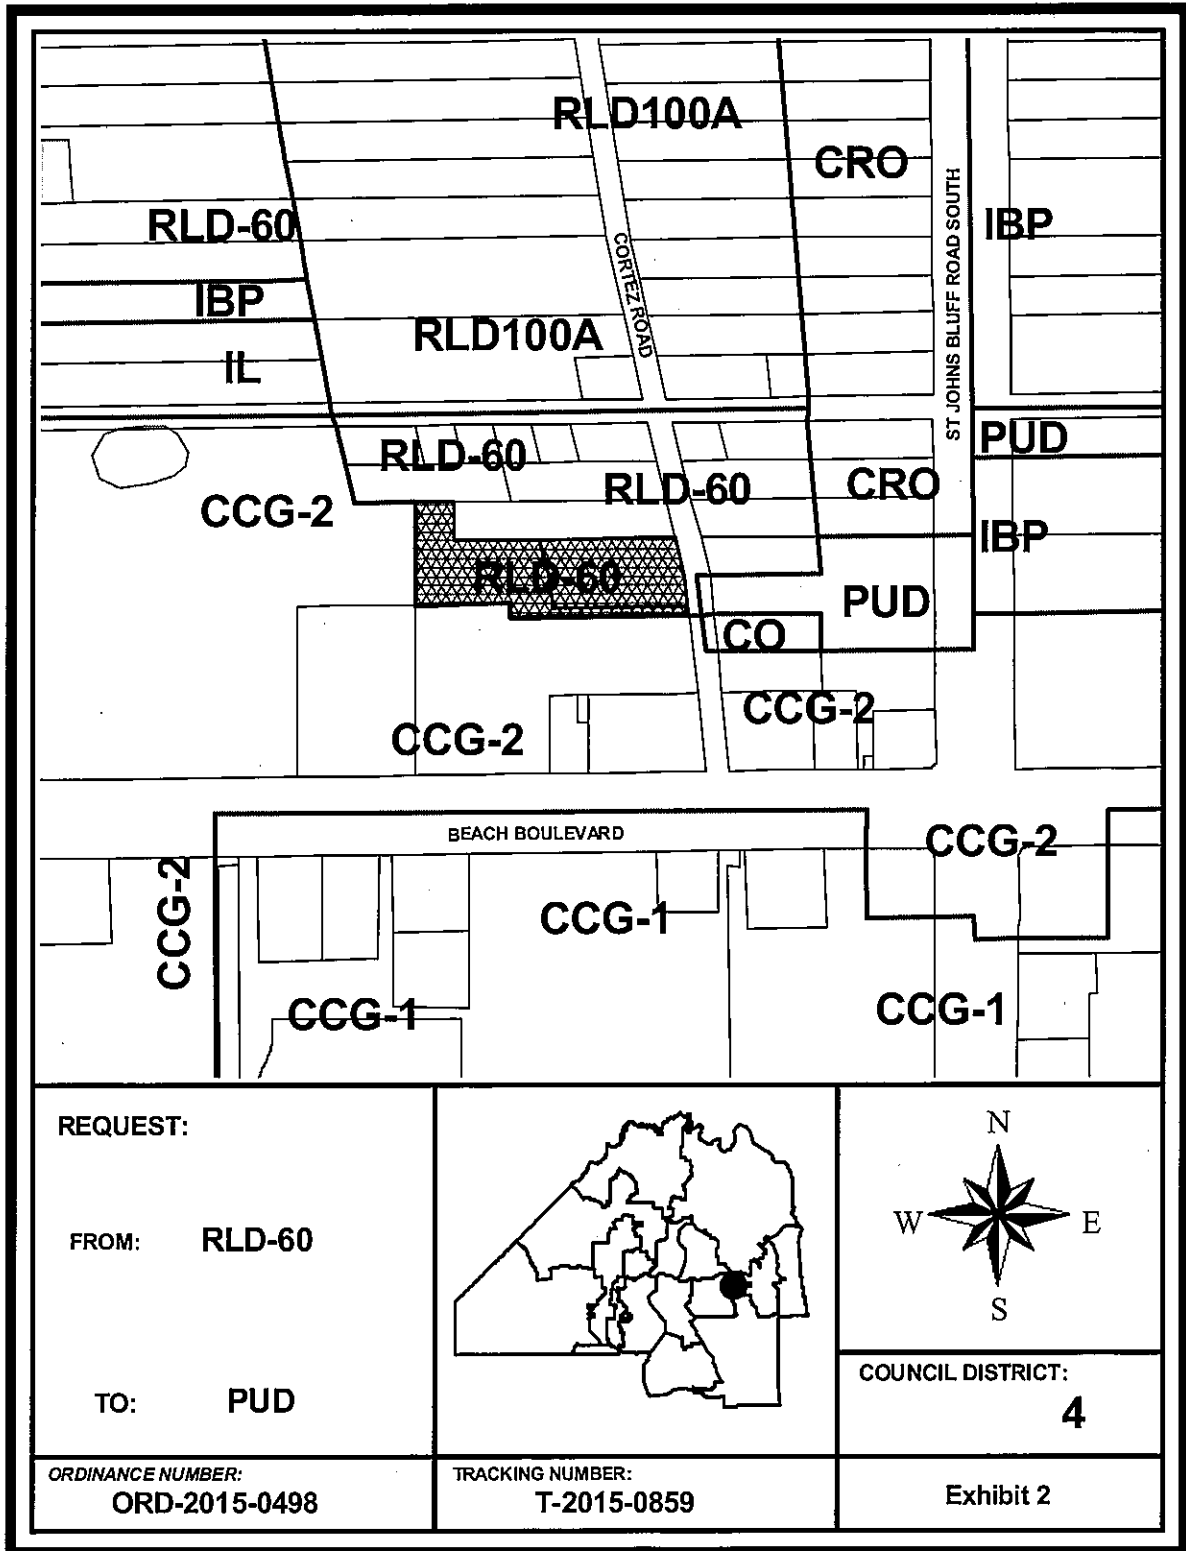 RLD100A
CRO
RLD-60
ST JOHNS BLUFF ROAD SOUTH
IBP
CORTEZ ROAD
IBP
RLD100A
IL
PUD
RLD-60
RLD-60
CRO
CCG-2
IBP
RLD-60
PUD
CO
CCG-2
CCG-2
BEACH BOULEVARD
CCG-2
CCG-2
CCG-1
CCG-1
CCG-1
REQUEST:
FROM: RLD-60
TO: PUD
N
W E
S
COUNCIL DISTRICT:
4
ORDINANCE NUMBER:
ORD-2015-0498
TRACKING NUMBER:
T-2015-0859
Exhibit 2